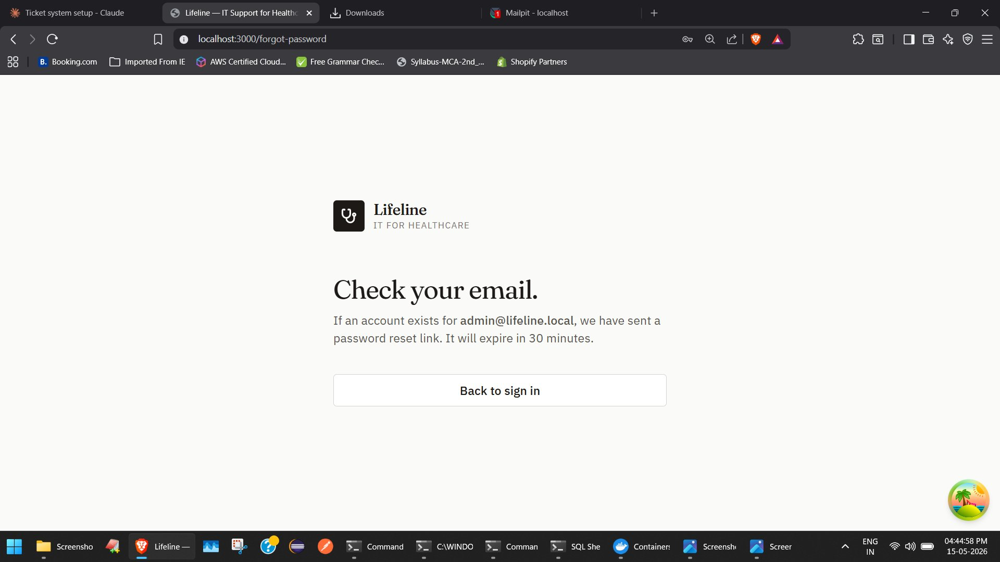 Ticket system setup - Claude
Lifeline — IT Support for Healthc
Downloads
1
Mailpit - localhost
localhost:3000/forgot-password
B. Booking.com
Imported From IE
AWS Certified Cloud...
Free Grammar Chec...
Syllabus-MCA-2nd_...
Shopify Partners
Lifeline
IT FOR HEALTHCARE
Check your email.
If an account exists for admin@lifeline.local, we have sent a
password reset link. It will expire in 30 minutes.
Back to sign in
Screensho
Lifeline —
Command
C:\WINDO
Comman
SQL She
Containers
Screensh
Screer
ENG
IN
04:44:58 PM
15-05-2026